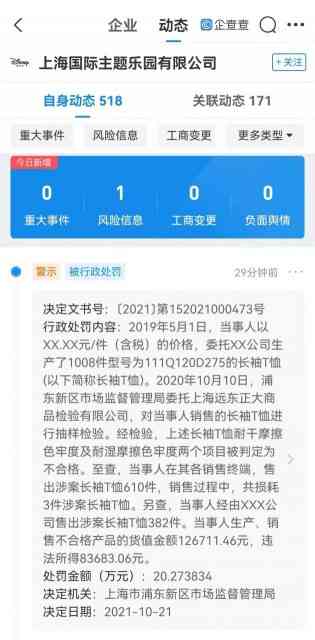 企业 动态 企查查
Disney 上海国际主题乐园有限公司 +关注
自身动态 518 关联动态 171
重大事件 风险信息 工商变更 更多类型
今日新增
0 1 0 0
重大事件 风险信息 工商变更 负面舆情
警示 被行政处罚 29分钟前
决定文书号：〔2021〕第152021000473号
行政处罚内容：2019年5月1日，当事人以
XX.XX元/件（含税）的价格，委托XX公司生
产了1008件型号为111Q120D275的长袖T恤
(以下简称长袖T恤)。2020年10月10日，浦
东新区市场监督管理局委托上海远东正大商
品检验有限公司，对当事人销售的长袖T恤进
行抽样检验。经检验，上述长袖T恤耐干摩擦
色牢度及耐湿摩擦色牢度两个项目被判定为
不合格。至查，当事人在其各销售终端，售
出涉案长袖T恤610件，销售过程中，共损耗
3件涉案长袖T恤。另查，当事人经由XXX公
司售出涉案长袖T恤382件。当事人生产、销
售不合格产品的货值金额126711.46元，违
法所得83683.06元。
处罚金额（万元）：20.273834
决定机关：上海市浦东新区市场监督管理局
决定日期：2021-10-21